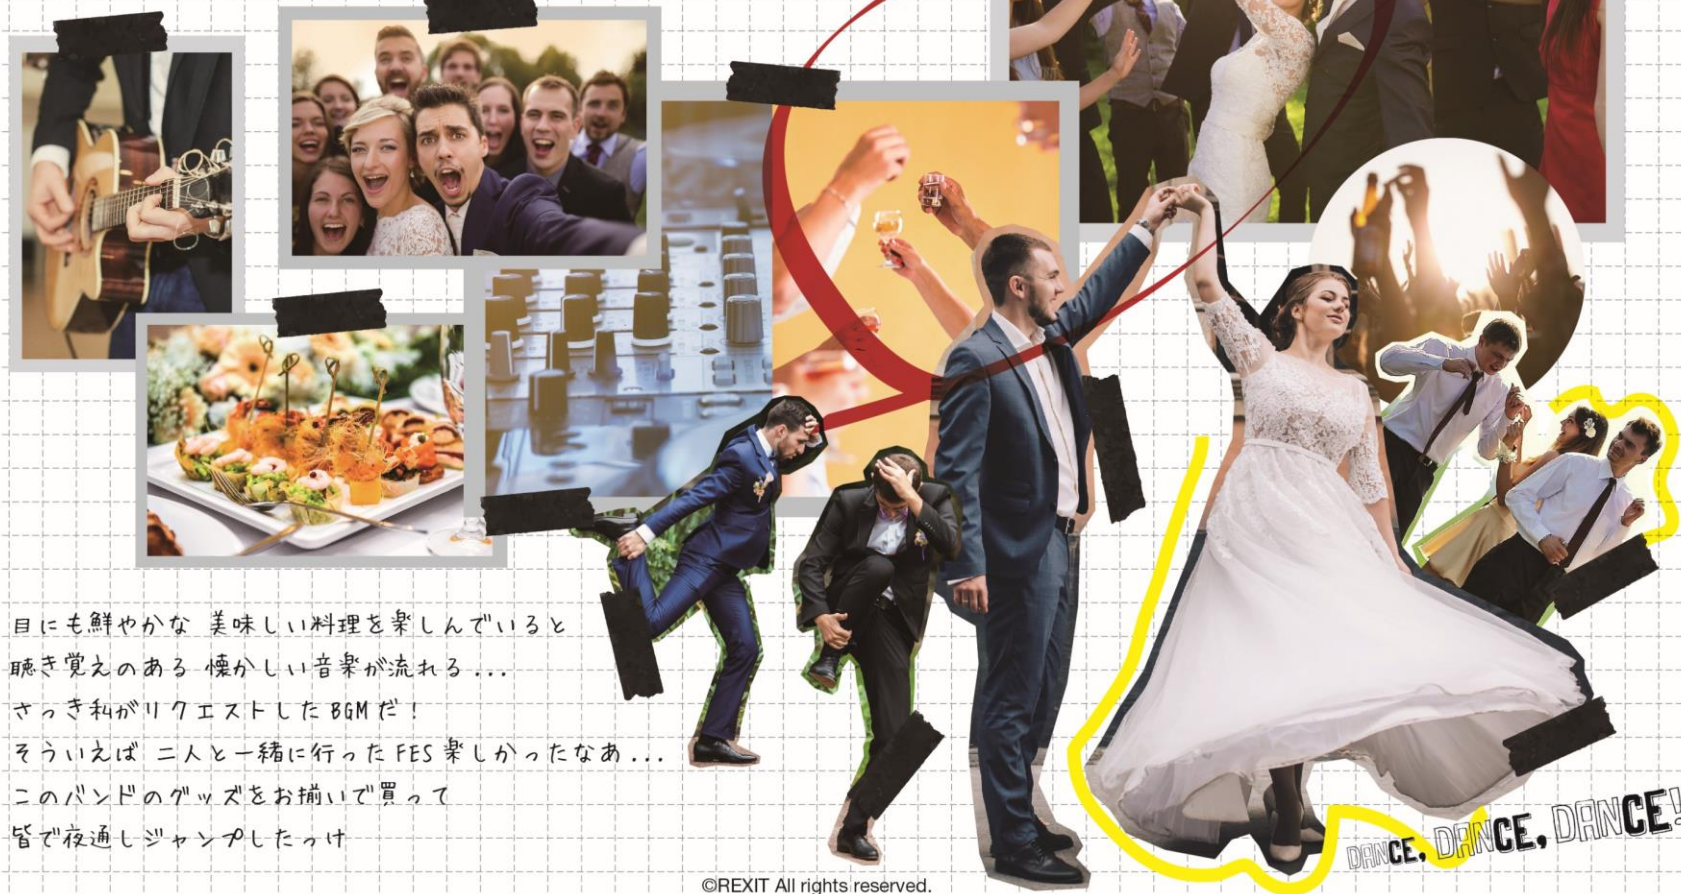 目にも鮮やかな 美味しい料理を楽しんでいると
聴き覚えのある 懐かしい音楽が流れる...
さっき私がリクエストしたBGMだ！
そういえば 二人と一緒に行ったFES楽しかったなあ...
このバンドのグッズをお揃いで買って
皆で夜通しジャンプしたっけ
DANCE, DANCE, DANCE!
©REXIT All rights reserved.